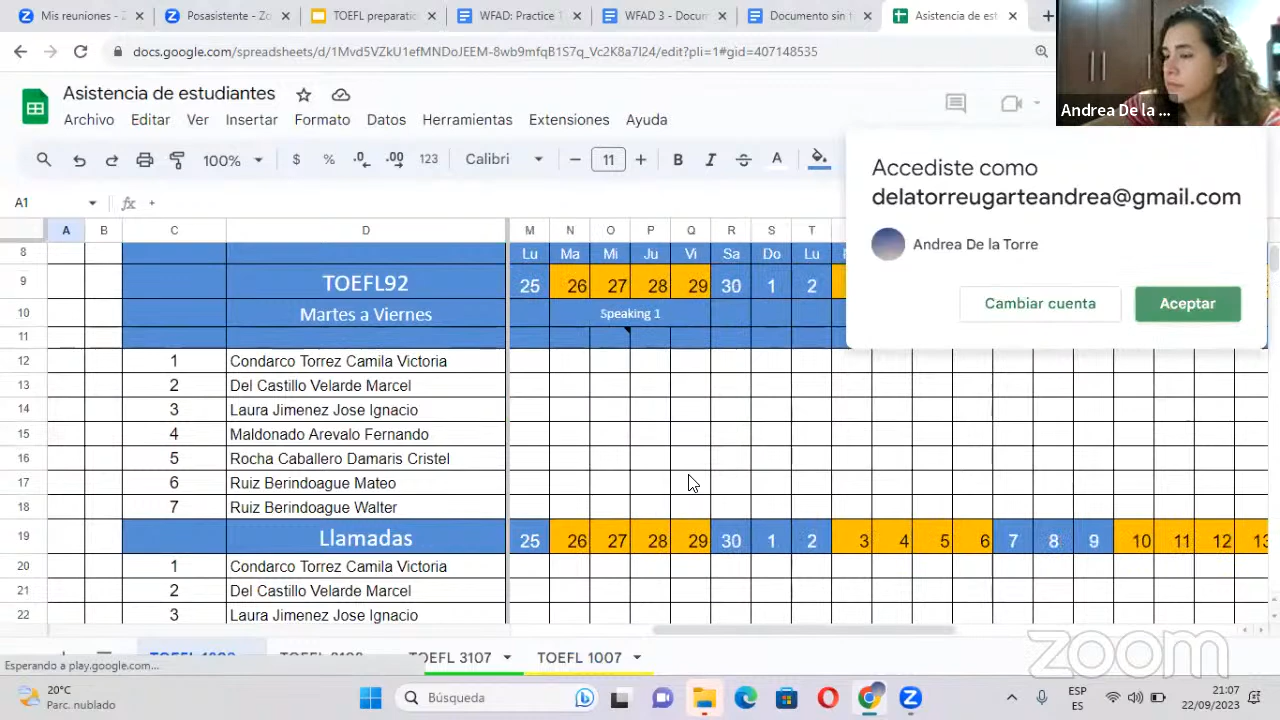 Mis reuniones - Z
Posasistente - Zo
TOEFL preparatic
WFAD: Practice T
WFAD 3 - Docum
Documento sin t
Asistencia de est
docs.google.com/spreadsheets/d/1Mvd5VZkU1efMNDoJEEM-8wb9mfqB1S7q_Vc2K8a7I24/edit?pli=1#gid=407148535
Andrea De la ...
Asistencia de estudiantes
Archivo Editar Ver Insertar Formato Datos Herramientas Extensiones Ayuda
100% $ % .0 .00 123 Calibri 11 B I S A
Accediste como
delatorreugarteandrea@gmail.com
Andrea De la Torre
Cambiar cuenta Aceptar
A1 fx +
A B C D M N O P Q R S T
8 Lu Ma Mi Ju Vi Sa Do Lu
9 TOEFL92 25 26 27 28 29 30 1 2
10 Martes a Viernes Speaking 1
11
12 1 Condarco Torrez Camila Victoria
13 2 Del Castillo Velarde Marcel
14 3 Laura Jimenez Jose Ignacio
15 4 Maldonado Arevalo Fernando
16 5 Rocha Caballero Damaris Cristel
17 6 Ruiz Berindoague Mateo
18 7 Ruiz Berindoague Walter
19 Llamadas 25 26 27 28 29 30 1 2 3 4 5 6 7 8 9 10 11 12 13
20 1 Condarco Torrez Camila Victoria
21 2 Del Castillo Velarde Marcel
22 3 Laura Jimenez Jose Ignacio
TOEFL 3107 TOEFL 1007
Esperando a play.google.com...
zoom
20°C
Parc. nublado
Búsqueda
ESP
ES
21:07
22/09/2023